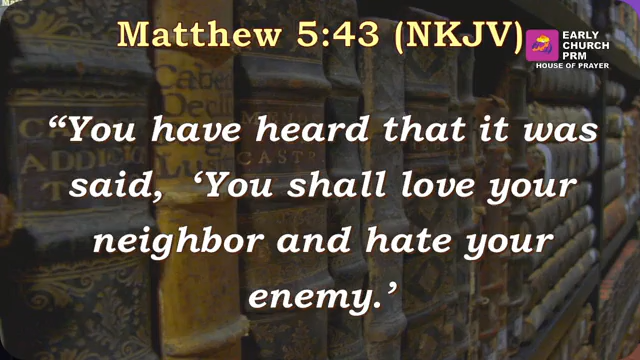 Matthew 5:43 (NKJV)
EARLY
CHURCH
PRM
HOUSE OF PRAYER
“You have heard that it was
said, ‘You shall love your
neighbor and hate your
enemy.’